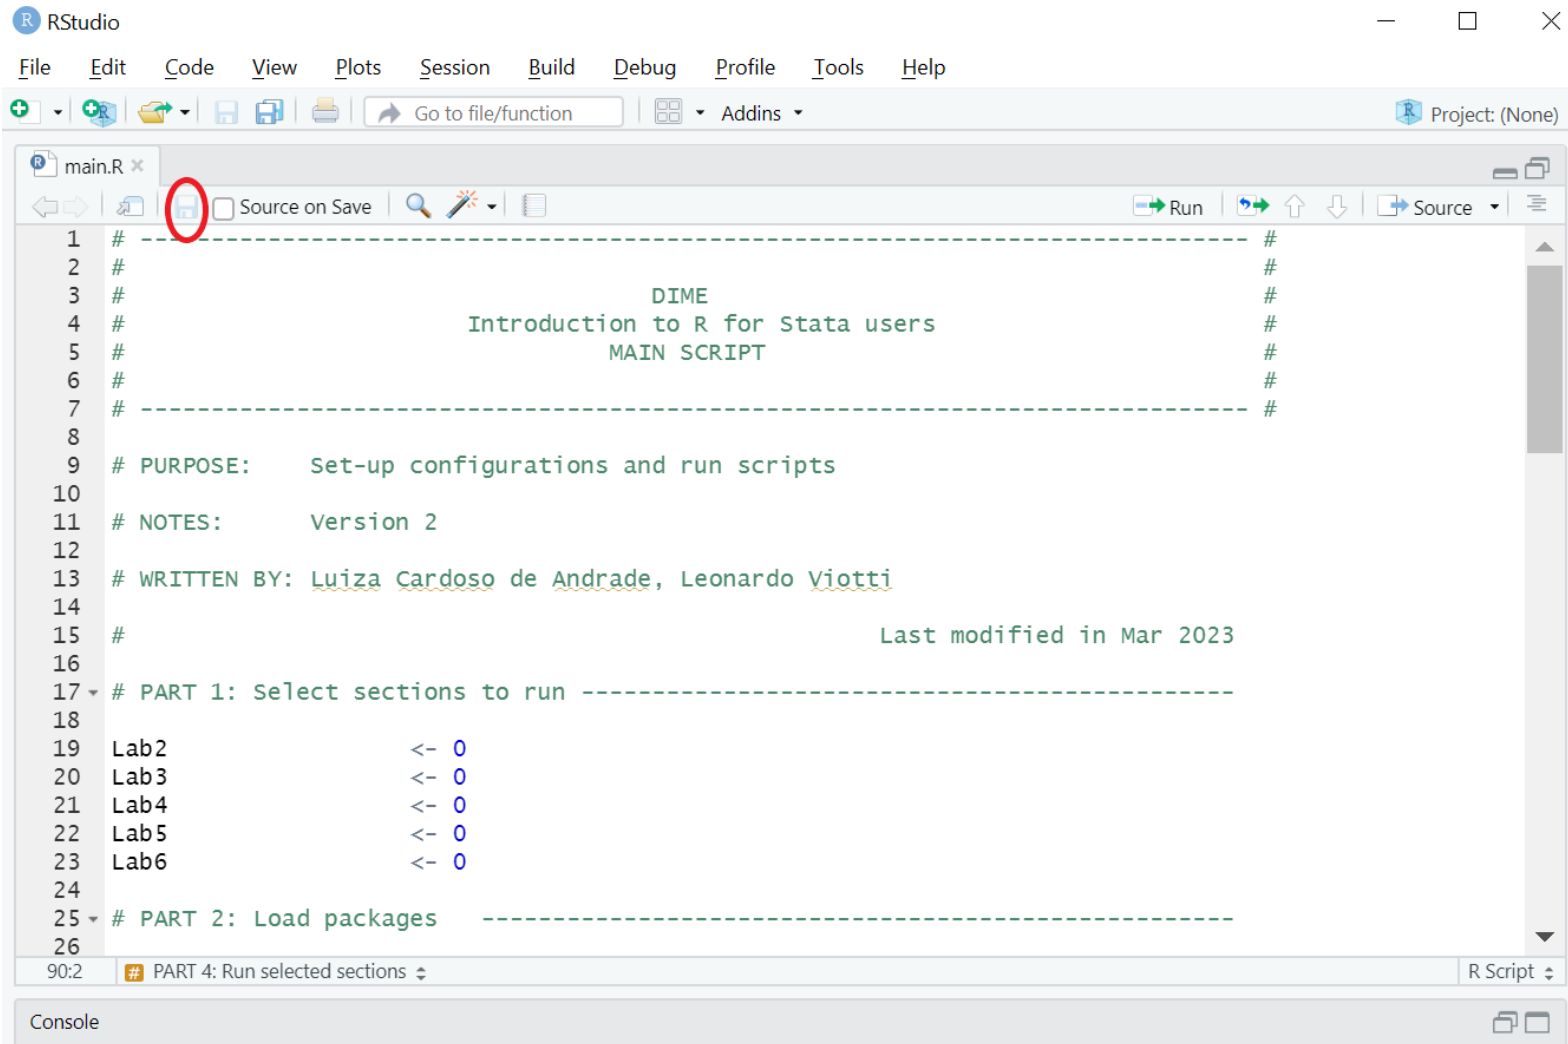 R RStudio
File Edit Code View Plots Session Build Debug Profile Tools Help
Go to file/function Addins R Project: (None)
main.R
Source on Save Run Source
1 # ------------------------------------------------------------------------------ #
2 # #
3 # DIME #
4 # Introduction to R for Stata users #
5 # MAIN SCRIPT #
6 # #
7 # ------------------------------------------------------------------------------ #
8
9 # PURPOSE: Set-up configurations and run scripts
10
11 # NOTES: Version 2
12
13 # WRITTEN BY: Luiza Cardoso de Andrade, Leonardo Viotti
14
15 # Last modified in Mar 2023
16
17 # PART 1: Select sections to run ----------------------------------------------
18
19 Lab2 <- 0
20 Lab3 <- 0
21 Lab4 <- 0
22 Lab5 <- 0
23 Lab6 <- 0
24
25 # PART 2: Load packages -----------------------------------------------------
26
90:2 # PART 4: Run selected sections R Script
Console